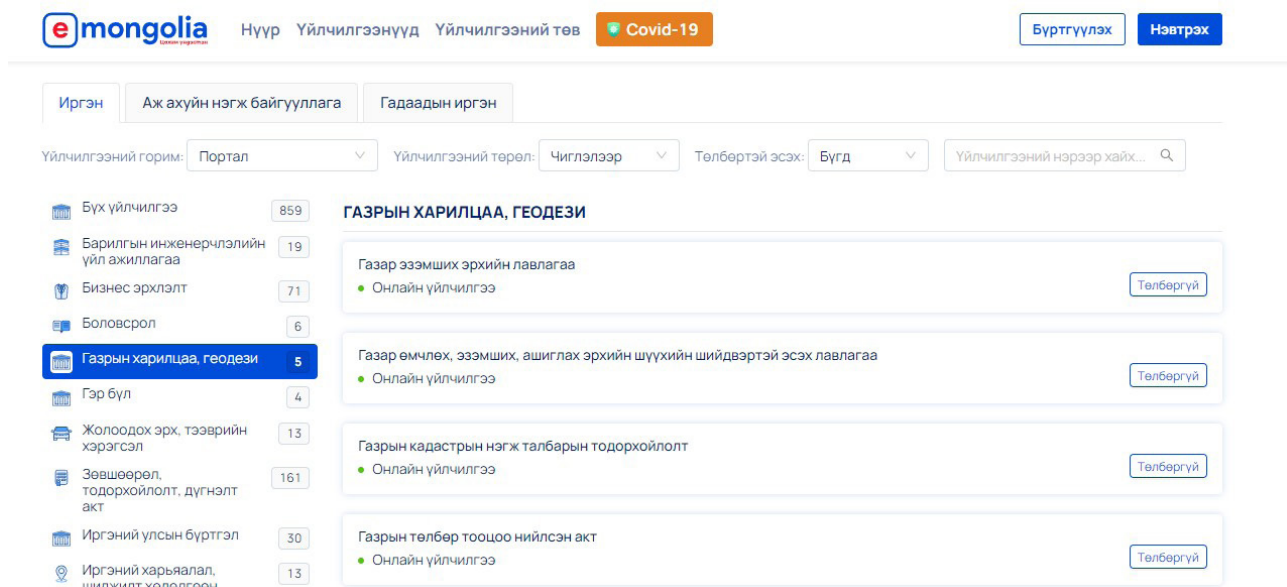 e mongolia
Цахим үндэстэн
Нүүр Үйлчилгээнүүд Үйлчилгээний төв Covid-19 Бүртгүүлэх Нэвтрэх
Иргэн Аж ахуйн нэгж байгууллага Гадаадын иргэн
Үйлчилгээний горим: Портал Үйлчилгээний төрөл: Чиглэлээр Төлбөртэй эсэх: Бүгд Үйлчилгээний нэрээр хайх...
Бүх үйлчилгээ 859
Барилгын инженерчлэлийн 19
үйл ажиллагаа
Бизнес эрхлэлт 71
Боловсрол 6
Газрын харилцаа, геодези 5
Гэр бүл 4
Жолоодох эрх, тээврийн 13
хэрэгсэл
Зөвшөөрөл, 161
тодорхойлолт, дүгнэлт
акт
Иргэний улсын бүртгэл 30
Иргэний харьяалал, 13
шилжилт хөдөлгөөн
ГАЗРЫН ХАРИЛЦАА, ГЕОДЕЗИ
Газар эзэмших эрхийн лавлагаа
Онлайн үйлчилгээ Төлбөргүй
Газар өмчлөх, эзэмших, ашиглах эрхийн шүүхийн шийдвэртэй эсэх лавлагаа
Онлайн үйлчилгээ Төлбөргүй
Газрын кадастрын нэгж талбарын тодорхойлолт
Онлайн үйлчилгээ Төлбөргүй
Газрын төлбөр тооцоо нийлсэн акт
Онлайн үйлчилгээ Төлбөргүй